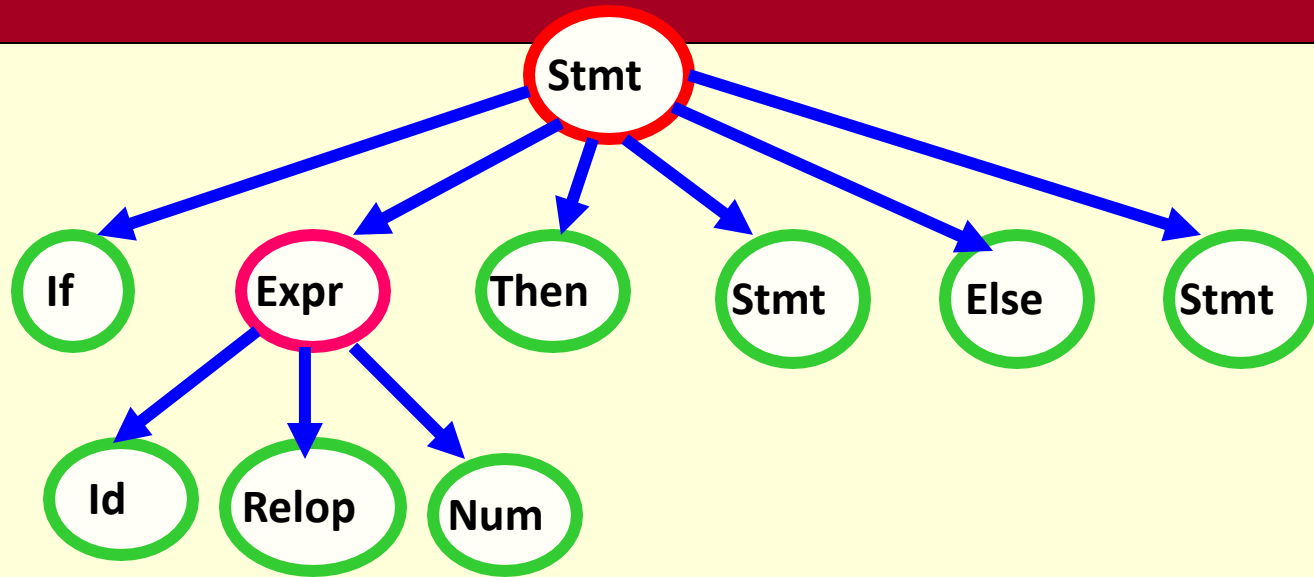 Stmt
If
Expr
Then
Stmt
Else
Stmt
Id
Relop
Num